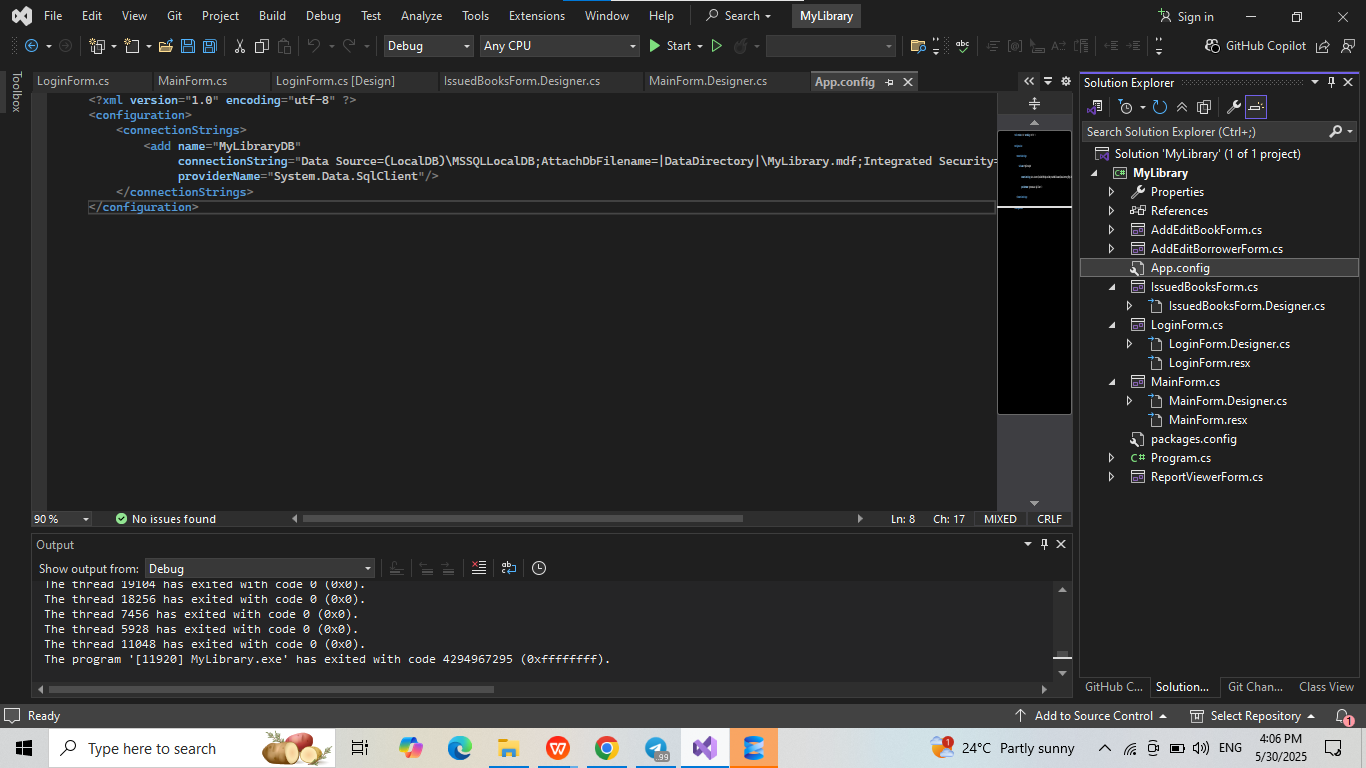 File Edit View Git Project Build Debug Test Analyze Tools Extensions Window Help Search MyLibrary Sign in
Debug Any CPU Start GitHub Copilot
Toolbox
LoginForm.cs MainForm.cs LoginForm.cs [Design] IssuedBooksForm.Designer.cs MainForm.Designer.cs App.config
<?xml version="1.0" encoding="utf-8" ?>
<configuration>
<connectionStrings>
<add name="MyLibraryDB"
connectionString="Data Source=(LocalDB)\MSSQLLocalDB;AttachDbFilename=|DataDirectory|\MyLibrary.mdf;Integrated Security=
providerName="System.Data.SqlClient"/>
</connectionStrings>
</configuration>
90 % No issues found Ln: 8 Ch: 17 MIXED CRLF
Output
Show output from: Debug
The thread 19104 has exited with code 0 (0x0).
The thread 18256 has exited with code 0 (0x0).
The thread 7456 has exited with code 0 (0x0).
The thread 5928 has exited with code 0 (0x0).
The thread 11048 has exited with code 0 (0x0).
The program '[11920] MyLibrary.exe' has exited with code 4294967295 (0xffffffff).
Solution Explorer
Search Solution Explorer (Ctrl+;)
Solution 'MyLibrary' (1 of 1 project)
MyLibrary
Properties
References
AddEditBookForm.cs
AddEditBorrowerForm.cs
App.config
IssuedBooksForm.cs
IssuedBooksForm.Designer.cs
LoginForm.cs
LoginForm.Designer.cs
LoginForm.resx
MainForm.cs
MainForm.Designer.cs
MainForm.resx
packages.config
C# Program.cs
ReportViewerForm.cs
GitHub C... Solution... Git Chan... Class View
Ready Add to Source Control Select Repository 1
Type here to search .99 1 24°C Partly sunny ENG 4:06 PM
5/30/2025